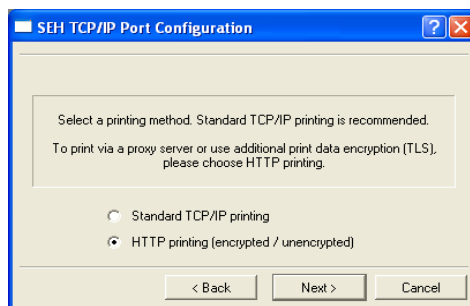 SEH TCP/IP Port Configuration
Select a printing method. Standard TCP/IP printing is recommended.
To print via a proxy server or use additional print data encryption (TLS),
please choose HTTP printing.
Standard TCP/IP printing
HTTP printing (encrypted / unencrypted)
< Back Next > Cancel